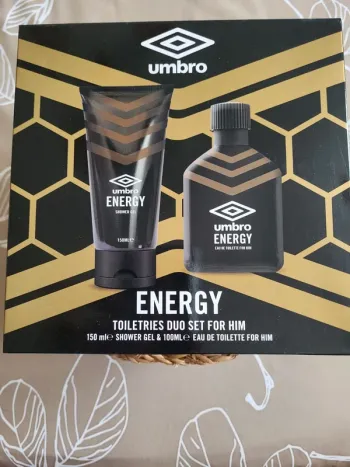 umbro
umbro
ENERGY
SHOWER GEL
150ML℮
umbro
ENERGY
EAU DE TOILETTE FOR HIM
ENERGY
TOILETRIES DUO SET FOR HIM
150 ml℮ SHOWER GEL & 100ML℮ EAU DE TOILETTE FOR HIM